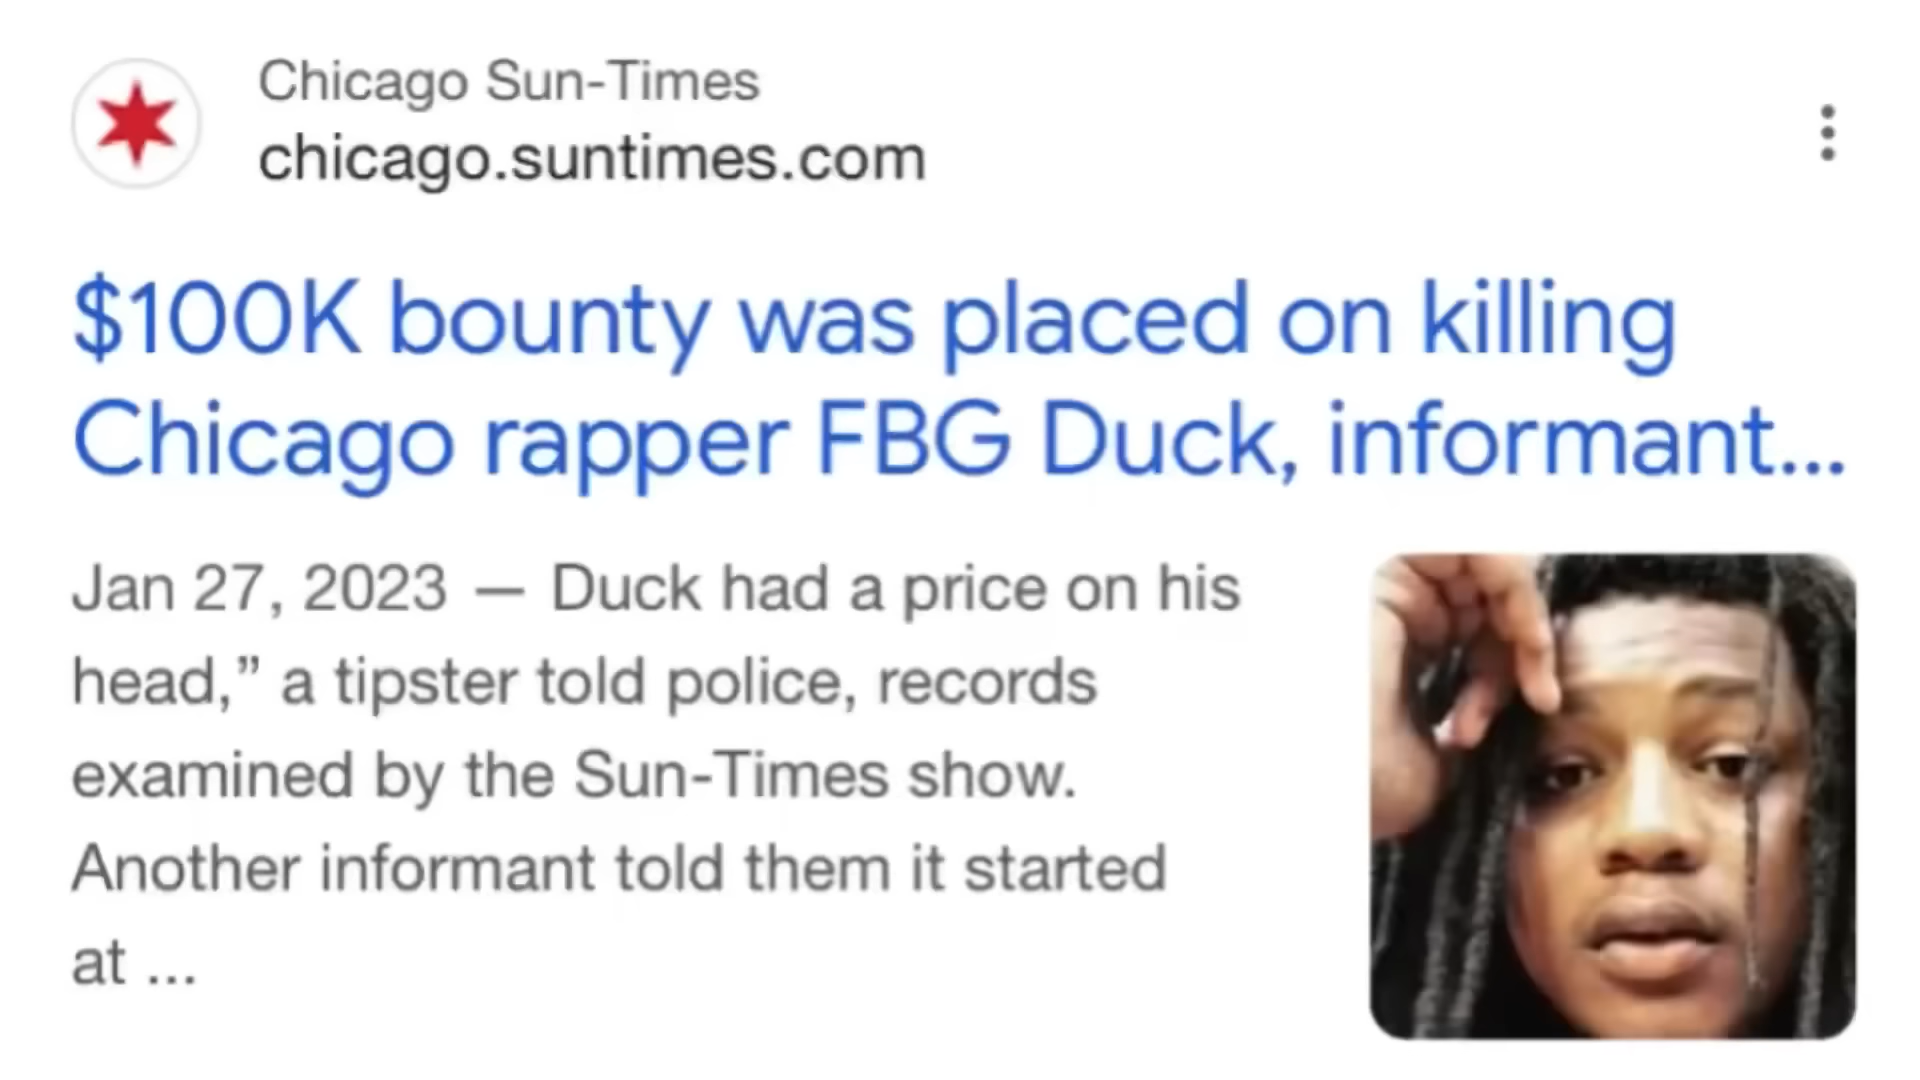 Chicago Sun-Times
chicago.suntimes.com
$100K bounty was placed on killing
Chicago rapper FBG Duck, informant...
Jan 27, 2023 — Duck had a price on his
head,” a tipster told police, records
examined by the Sun-Times show.
Another informant told them it started
at ...